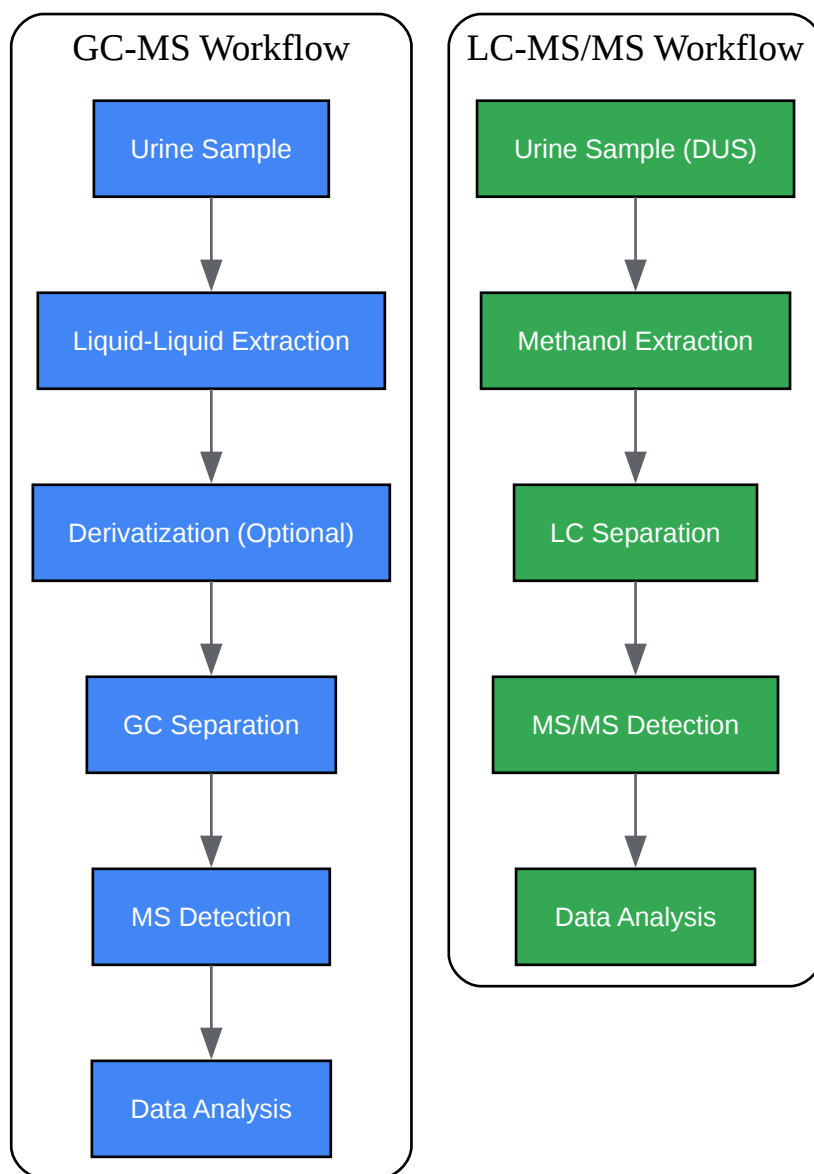 GC-MS Workflow
Urine Sample
Liquid-Liquid Extraction
Derivatization (Optional)
GC Separation
MS Detection
Data Analysis
LC-MS/MS Workflow
Urine Sample (DUS)
Methanol Extraction
LC Separation
MS/MS Detection
Data Analysis